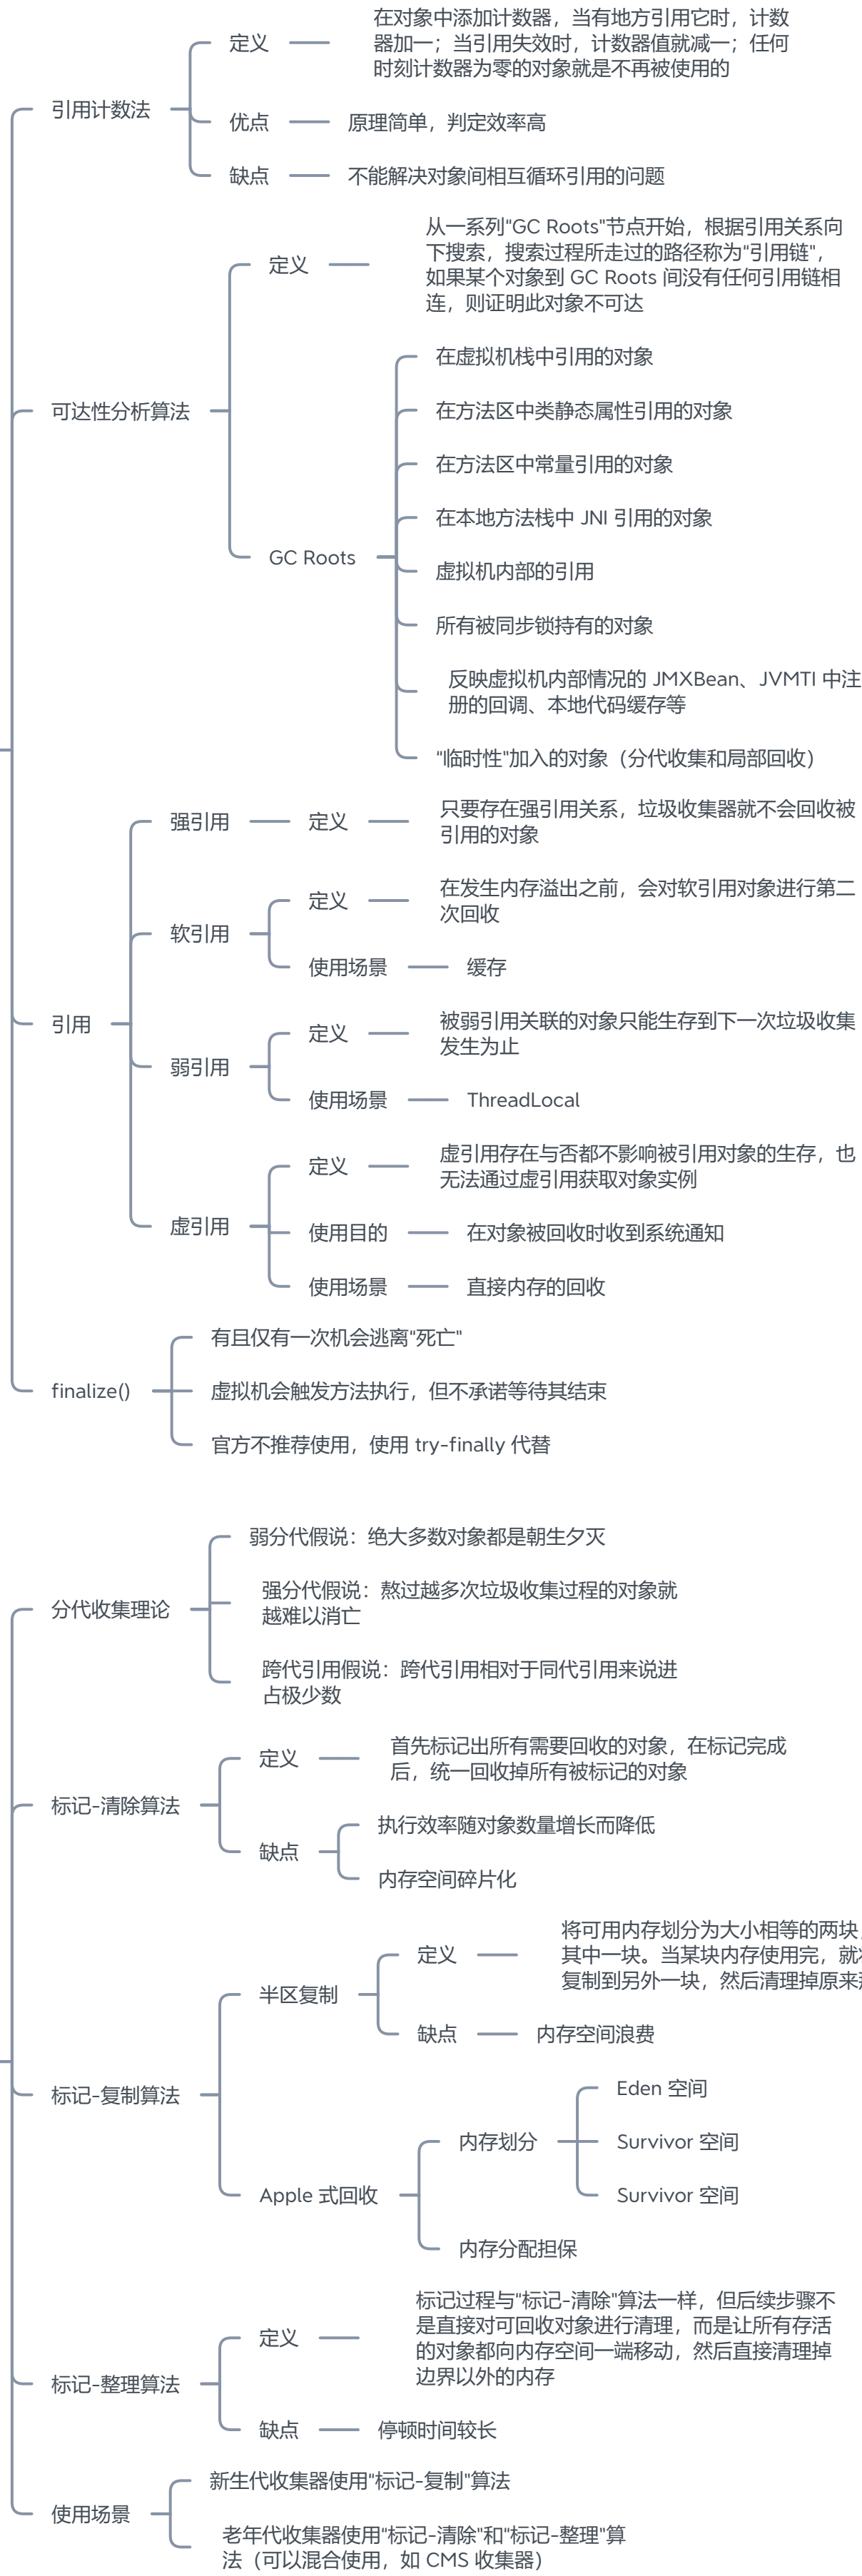 引用计数法
定义
在对象中添加计数器，当有地方引用它时，计数
器加一；当引用失效时，计数器值就减一；任何
时刻计数器为零的对象就是不再被使用的
优点
原理简单，判定效率高
缺点
不能解决对象间相互循环引用的问题
可达性分析算法
定义
从一系列"GC Roots"节点开始，根据引用关系向
下搜索，搜索过程所走过的路径称为"引用链"，
如果某个对象到 GC Roots 间没有任何引用链相
连，则证明此对象不可达
GC Roots
在虚拟机栈中引用的对象
在方法区中类静态属性引用的对象
在方法区中常量引用的对象
在本地方法栈中 JNI 引用的对象
虚拟机内部的引用
所有被同步锁持有的对象
反映虚拟机内部情况的 JMXBean、JVMTI 中注
册的回调、本地代码缓存等
"临时性"加入的对象（分代收集和局部回收）
引用
强引用
定义
只要存在强引用关系，垃圾收集器就不会回收被
引用的对象
软引用
定义
在发生内存溢出之前，会对软引用对象进行第二
次回收
使用场景
缓存
弱引用
定义
被弱引用关联的对象只能生存到下一次垃圾收集
发生为止
使用场景
ThreadLocal
虚引用
定义
虚引用存在与否都不影响被引用对象的生存，也
无法通过虚引用获取对象实例
使用目的
在对象被回收时收到系统通知
使用场景
直接内存的回收
finalize()
有且仅有一次机会逃离"死亡"
虚拟机会触发方法执行，但不承诺等待其结束
官方不推荐使用，使用 try-finally 代替
分代收集理论
弱分代假说：绝大多数对象都是朝生夕灭
强分代假说：熬过越多次垃圾收集过程的对象就
越难以消亡
跨代引用假说：跨代引用相对于同代引用来说进
占极少数
标记-清除算法
定义
首先标记出所有需要回收的对象，在标记完成
后，统一回收掉所有被标记的对象
缺点
执行效率随对象数量增长而降低
内存空间碎片化
标记-复制算法
半区复制
定义
将可用内存划分为大小相等的两块
其中一块。当某块内存使用完，就
复制到另外一块，然后清理掉原来
缺点
内存空间浪费
Apple 式回收
内存划分
Eden 空间
Survivor 空间
Survivor 空间
内存分配担保
标记-整理算法
定义
标记过程与"标记-清除"算法一样，但后续步骤不
是直接对可回收对象进行清理，而是让所有存活
的对象都向内存空间一端移动，然后直接清理掉
边界以外的内存
缺点
停顿时间较长
使用场景
新生代收集器使用"标记-复制"算法
老年代收集器使用"标记-清除"和"标记-整理"算
法（可以混合使用，如 CMS 收集器）